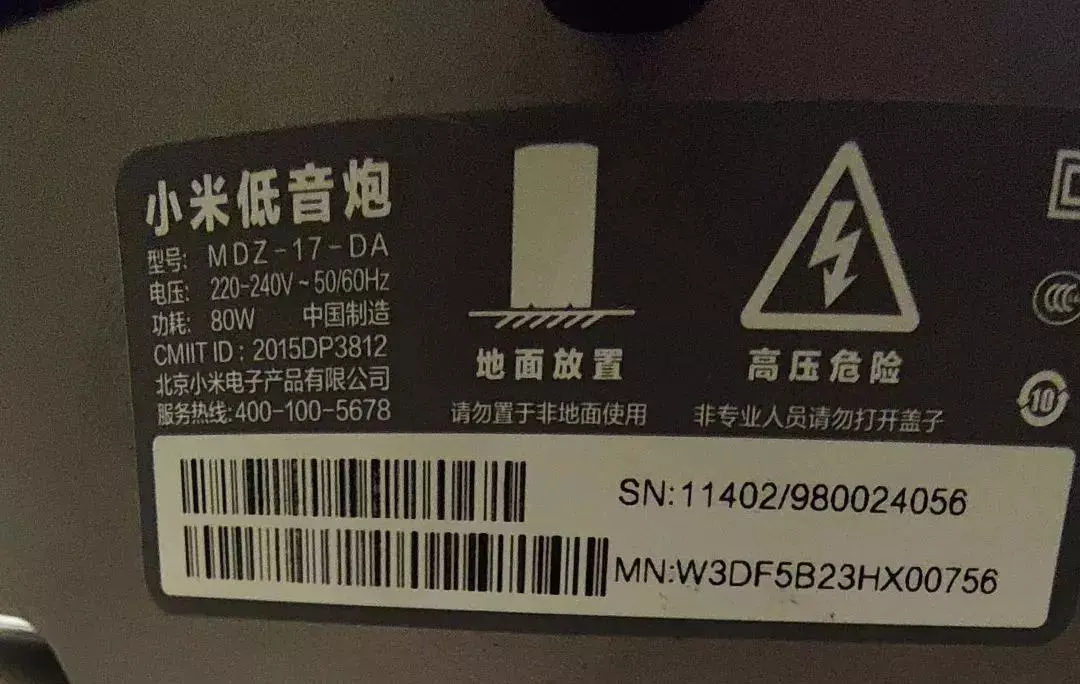 小米低音炮
型号: MDZ-17-DA
电压: 220-240V ~ 50/60Hz
功耗: 80W 中国制造
CMIIT ID : 2015DP3812
北京小米电子产品有限公司
服务热线:400-100-5678
地面放置
请勿置于非地面使用
高压危险
非专业人员请勿打开盖子
CCC
10
SN:11402/980024056
MN:W3DF5B23HX00756